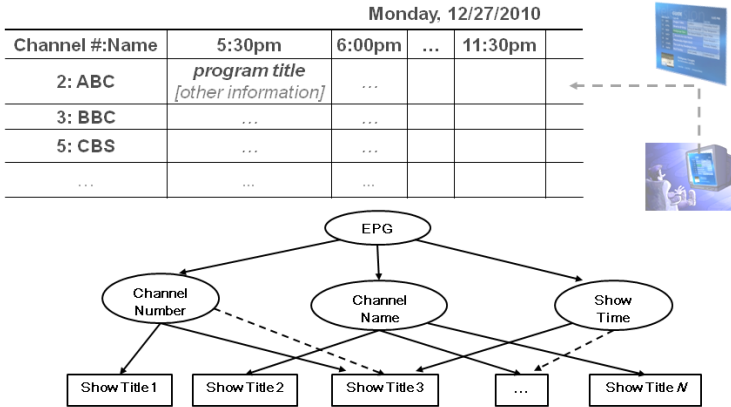 Monday, 12/27/2010
Channel #:Name 5:30pm 6:00pm … 11:30pm
2: ABC program title …
[other information]
3: BBC … …
5: CBS … …
… … …
EPG
Channel Number
Channel Name
Show Time
Show Title 1
Show Title 2
Show Title 3
…
Show Title N